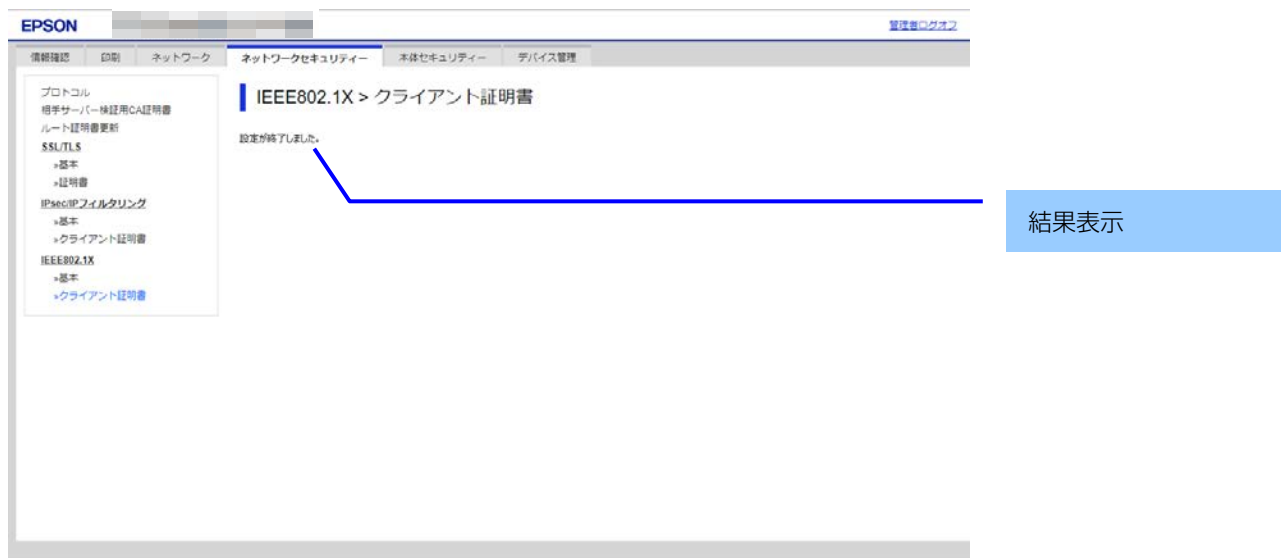 EPSON
管理者ログオフ
情報確認 印刷 ネットワーク ネットワークセキュリティー 本体セキュリティー デバイス管理
プロトコル
相手サーバー検証用CA証明書
ルート証明書更新
SSL/TLS
»基本
»証明書
IPsec/IPフィルタリング
»基本
»クライアント証明書
IEEE802.1X
»基本
»クライアント証明書
IEEE802.1X > クライアント証明書
設定が終了しました。
結果表示